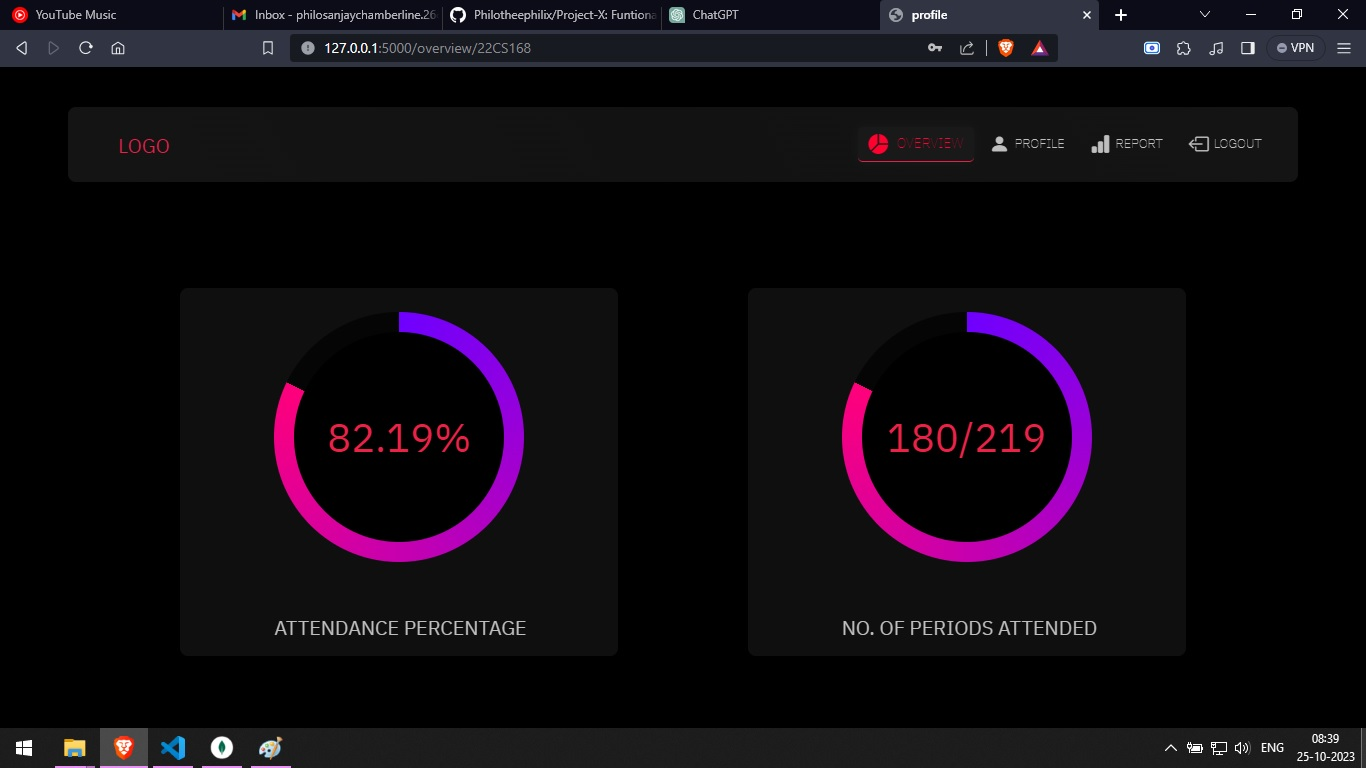 YouTube Music
Inbox - philosanjaychamberline.26
Philotheephilix/Project-X: Funtiona
ChatGPT
profile
127.0.0.1:5000/overview/22CS168
VPN
LOGO
OVERVIEW
PROFILE
REPORT
LOGOUT
82.19%
180/219
ATTENDANCE PERCENTAGE
NO. OF PERIODS ATTENDED
ENG
08:39
25-10-2023